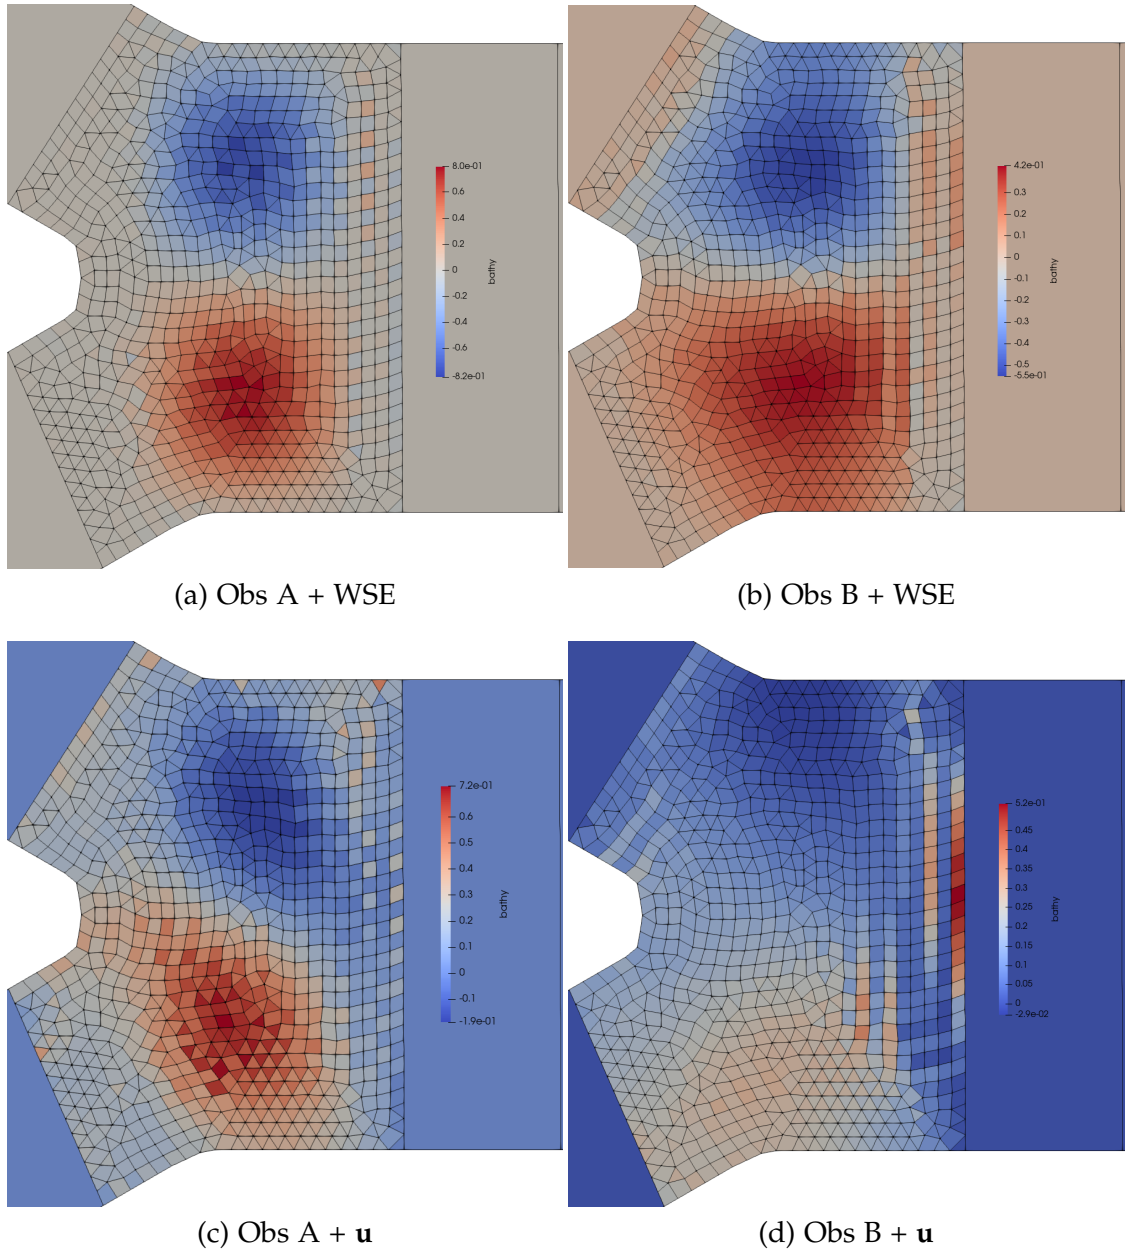 8.0e-01
0.6
0.4
0.2
0
-0.2
-0.4
-0.6
-8.2e-01
bathy
4.2e-01
0.3
0.2
0.1
0
-0.1
-0.2
-0.3
-0.4
-0.5
-5.5e-01
bathy
(a) Obs A + WSE
(b) Obs B + WSE
7.2e-01
0.6
0.5
0.4
0.3
0.2
0.1
0
-0.1
-1.9e-01
bathy
5.2e-01
0.45
0.4
0.35
0.3
0.25
0.2
0.15
0.1
0.05
0
-2.9e-02
bathy
(c) Obs A + u
(d) Obs B + u